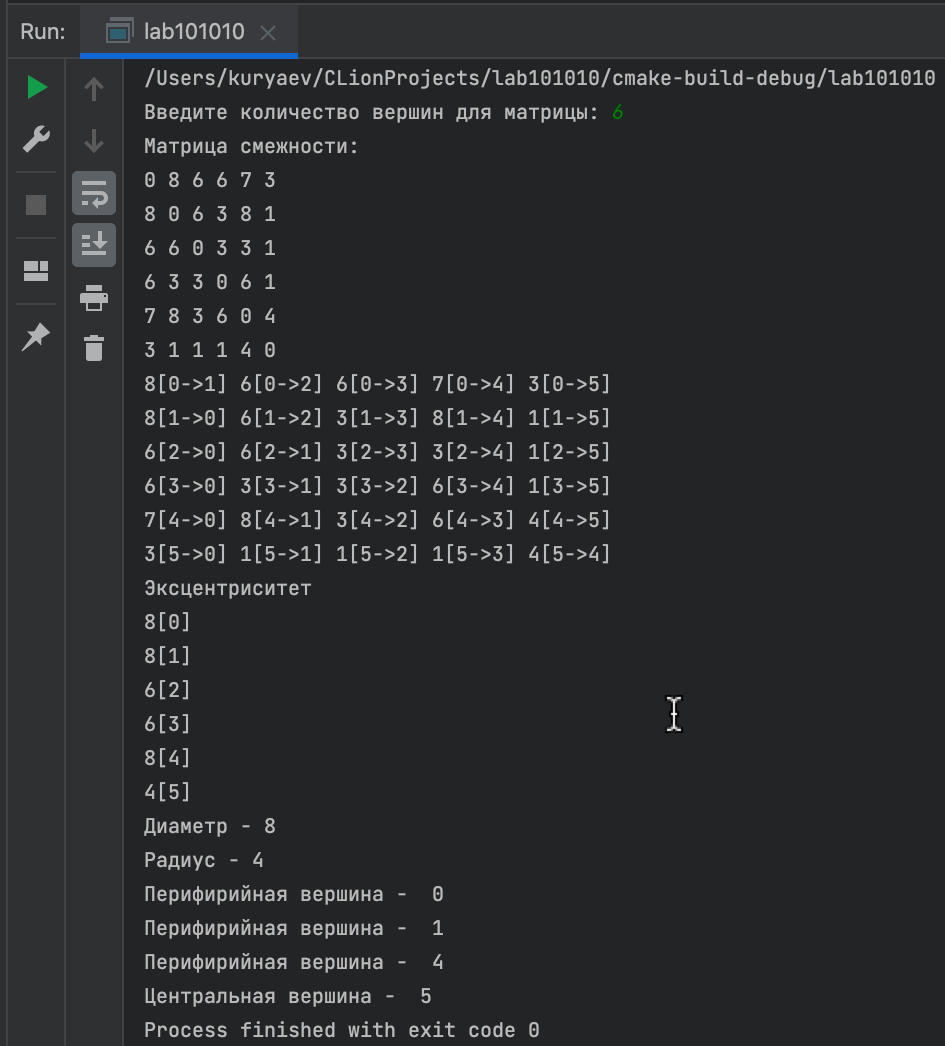 Run: lab101010
/Users/kuryaev/CLionProjects/lab101010/cmake-build-debug/lab101010
Введите количество вершин для матрицы: 6
Матрица смежности:
0 8 6 6 7 3
8 0 6 3 8 1
6 6 0 3 3 1
6 3 3 0 6 1
7 8 3 6 0 4
3 1 1 1 4 0
8[0->1] 6[0->2] 6[0->3] 7[0->4] 3[0->5]
8[1->0] 6[1->2] 3[1->3] 8[1->4] 1[1->5]
6[2->0] 6[2->1] 3[2->3] 3[2->4] 1[2->5]
6[3->0] 3[3->1] 3[3->2] 6[3->4] 1[3->5]
7[4->0] 8[4->1] 3[4->2] 6[4->3] 4[4->5]
3[5->0] 1[5->1] 1[5->2] 1[5->3] 4[5->4]
Эксцентриситет
8[0]
8[1]
6[2]
6[3]
8[4]
4[5]
Диаметр - 8
Радиус - 4
Перифирийная вершина -  0
Перифирийная вершина -  1
Перифирийная вершина -  4
Центральная вершина -  5
Process finished with exit code 0